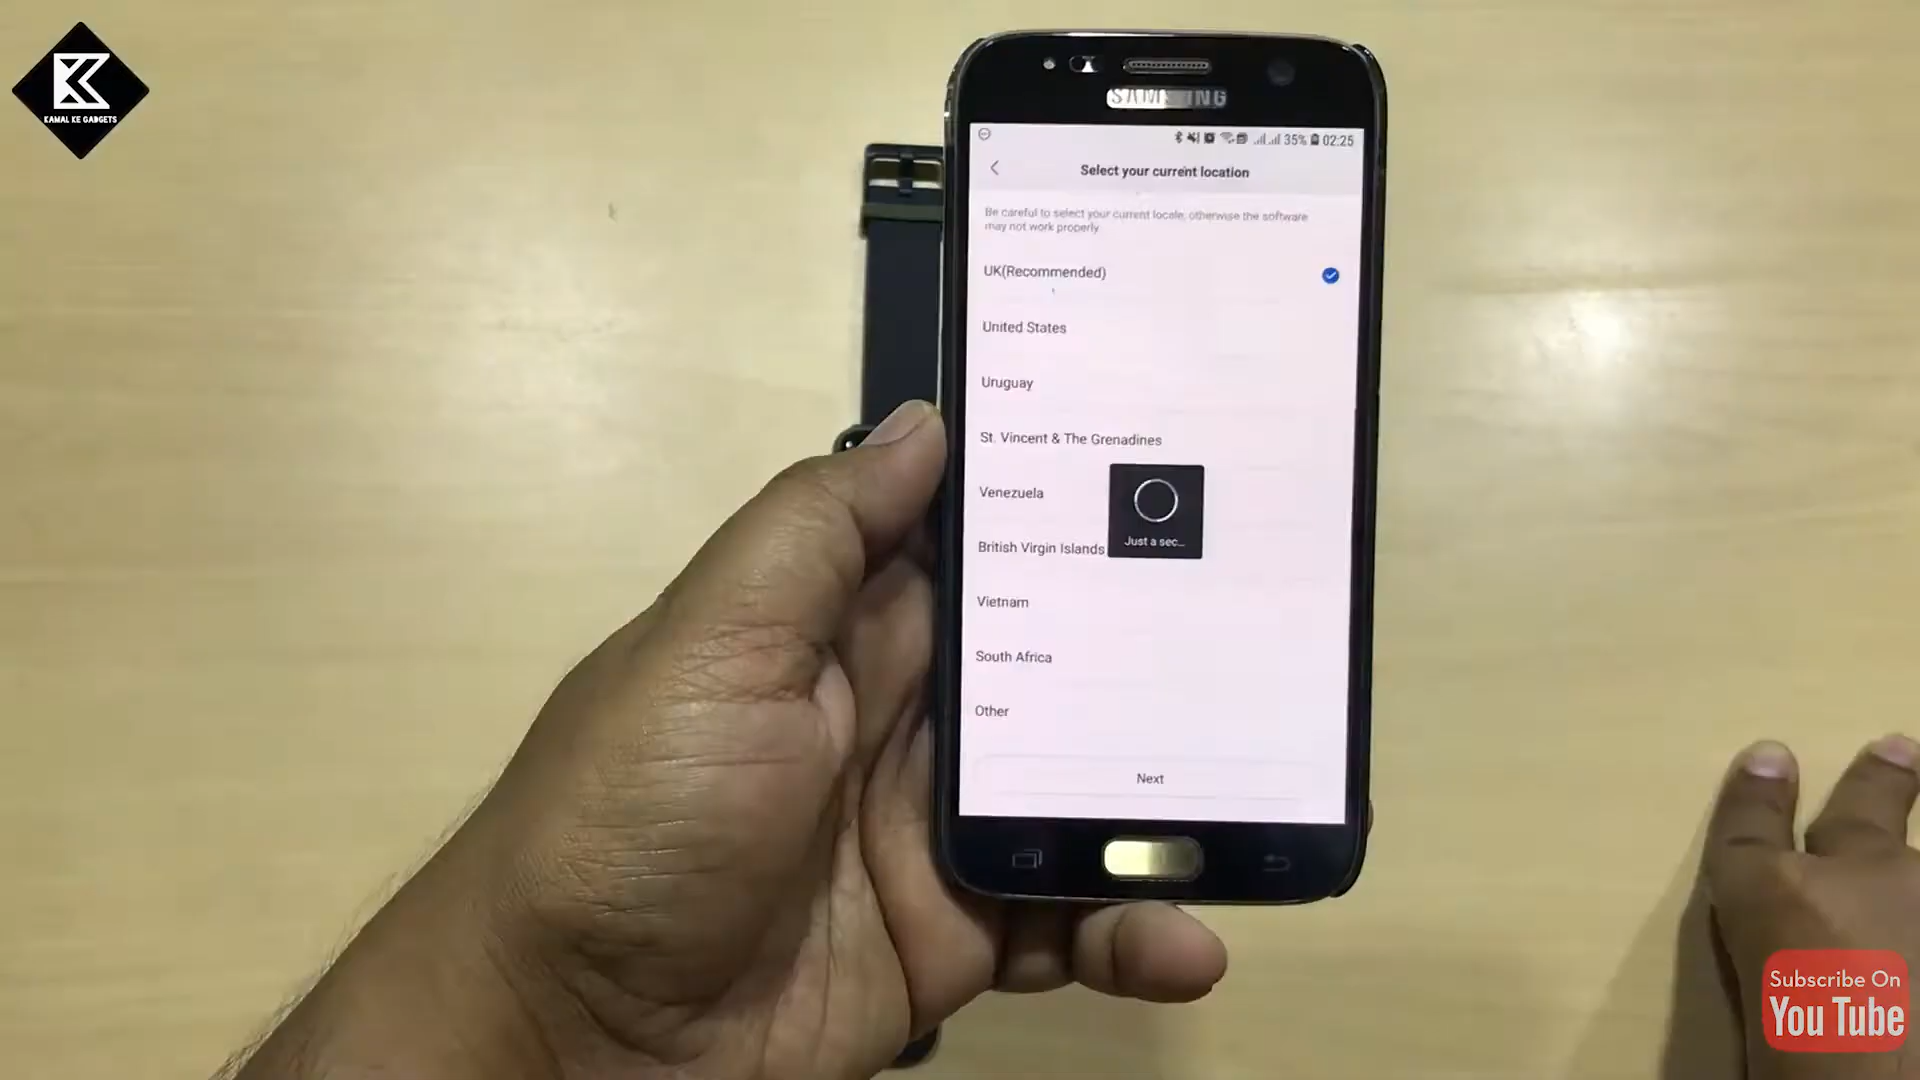 KAMAL KE GADGETS
SAMSUNG
35% 02:25
Select your current location
Be careful to select your current locale, otherwise the software
may not work properly
UK(Recommended)
United States
Uruguay
St. Vincent & The Grenadines
Venezuela
Just a sec...
British Virgin Islands
Vietnam
South Africa
Other
Next
Subscribe On
You Tube